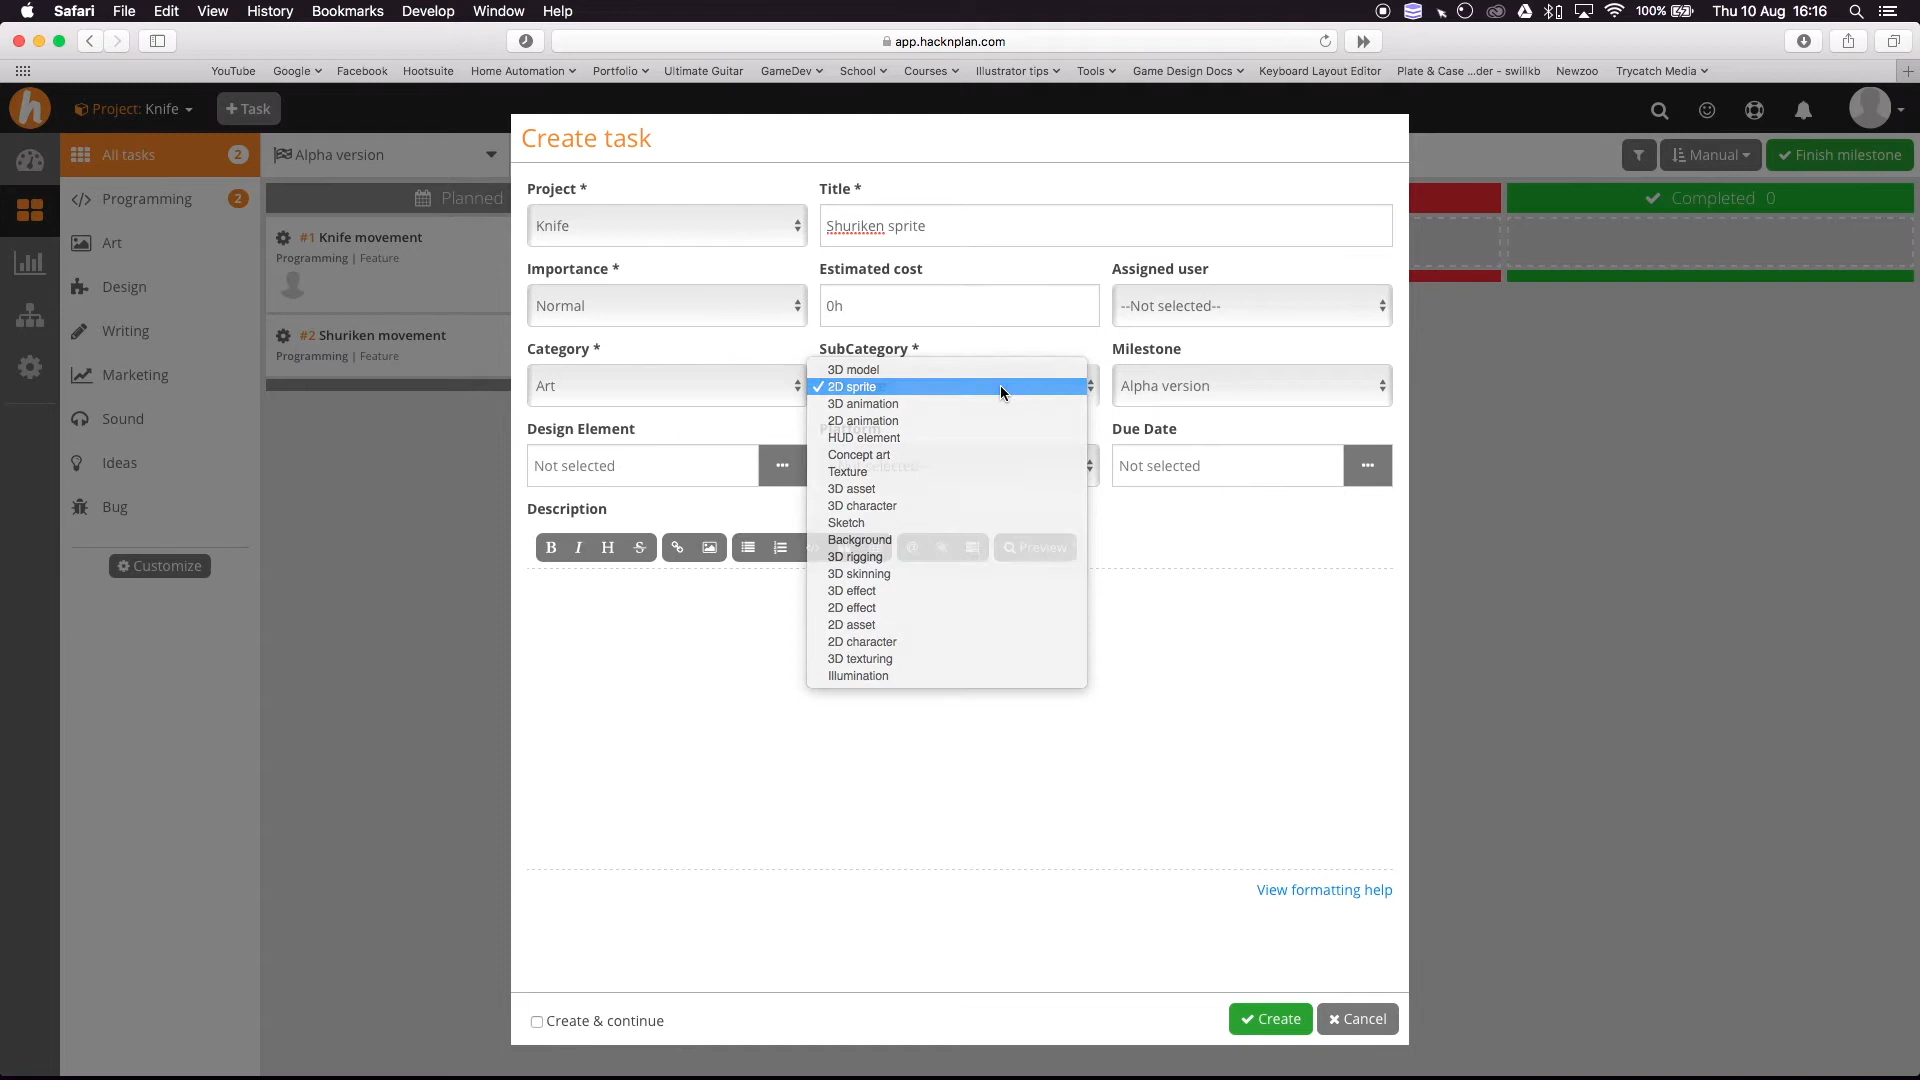 Safari File Edit View History Bookmarks Develop Window Help 100% Thu 10 Aug 16:16
app.hacknplan.com
YouTube Google Facebook Hootsuite Home Automation Portfolio Ultimate Guitar GameDev School Courses Illustrator tips Tools Game Design Docs Keyboard Layout Editor Plate & Case ...der - swillkb Newzoo Trycatch Media
h Project: Knife + Task
Create task
All tasks 2
Alpha version
Manual
Finish milestone
Project *
Title *
Programming 2
Planned
Completed 0
Knife
Shuriken sprite
#1 Knife movement
Programming | Feature
Art
Importance *
Estimated cost
Assigned user
Design
Normal
0h
--Not selected--
Writing
#2 Shuriken movement
Programming | Feature
Category *
SubCategory *
Milestone
Marketing
Art
Alpha version
3D model
2D sprite
3D animation
2D animation
HUD element
Concept art
Texture
3D asset
3D character
Sketch
Background
3D rigging
3D skinning
3D effect
2D effect
2D asset
2D character
3D texturing
Illumination
Sound
Design Element
Platform
Due Date
Ideas
Not selected
Not selected
Bug
Description
B I H S
Preview
Customize
View formatting help
Create & continue
Create
Cancel